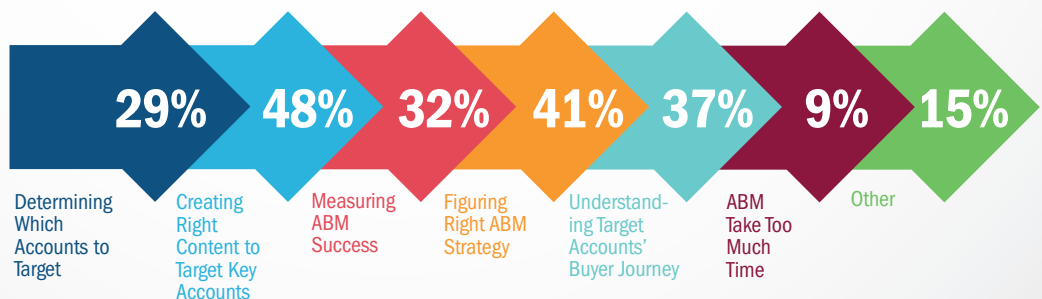 29%
48%
32%
41%
37%
9%
15%
Determining
Which
Accounts to
Target
Creating
Right
Content to
Target Key
Accounts
Measuring
ABM
Success
Figuring
Right ABM
Strategy
Understand-
ing Target
Accounts’
Buyer Journey
ABM
Take Too
Much
Time
Other